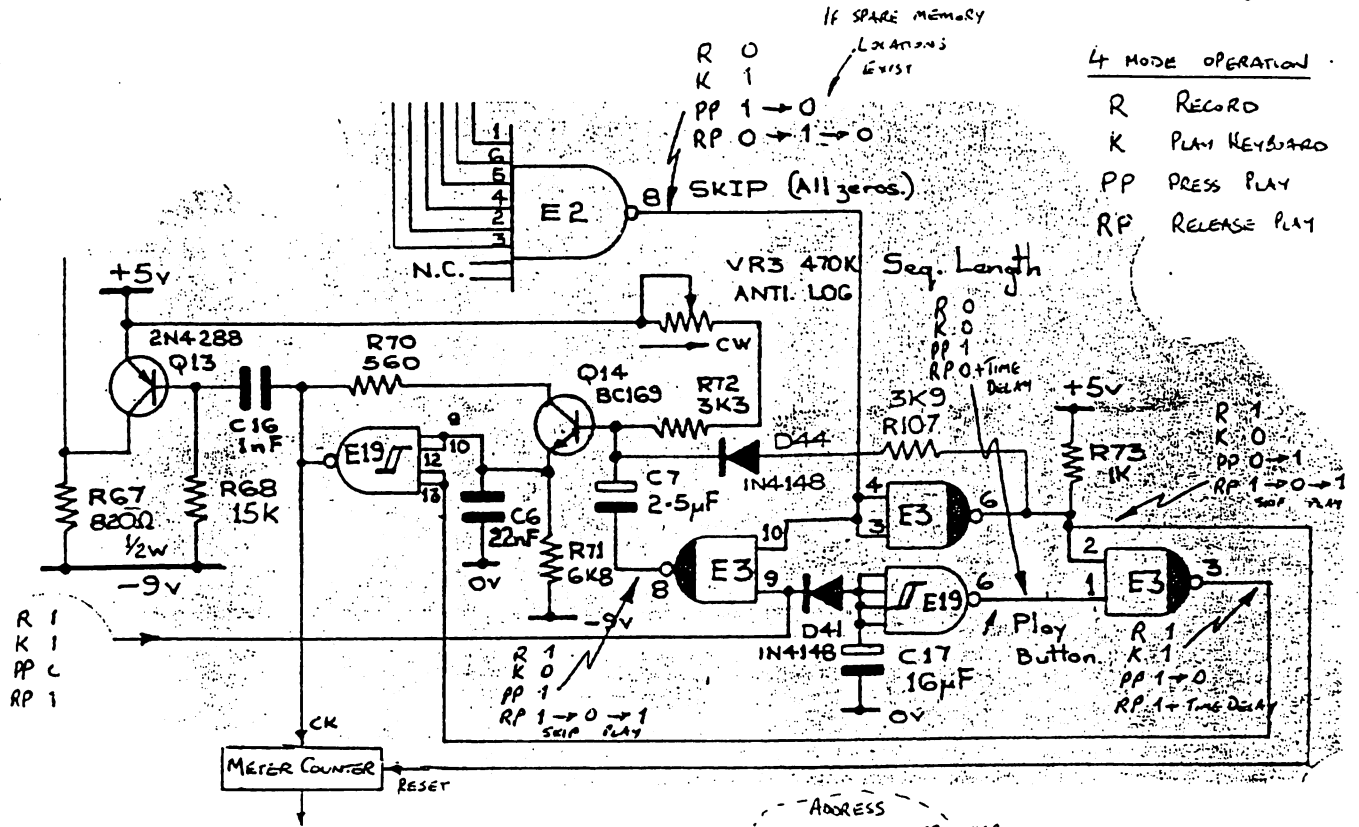 IF SPARE MEMORY
LOCATIONS
EXIST
R 0
K 1
PP 1 → 0
RP 0 → 1 → 0
4 MODE OPERATION
R RECORD
K PLAY KEYBOARD
PP PRESS PLAY
RP RELEASE PLAY
1
6
5
4
2
3
E2
8
SKIP (All zeros.)
N.C.
+5v
VR3 470K
ANTI. LOG
CW
Seq. Length
R 0
K 0
PP 1
RP 0 + TIME
DELAY
2N4288
Q13
R70
560
Q14
BC169
R72
3K3
3K9
R107
D44
1N4148
+5v
R73
1K
R 1
K 0
PP 0 → 1
RP 1 → 0 → 1
SKIP PLAY
C16
1nF
E19
9
10
12
13
R67
820Ω
½W
R68
15K
-9v
C6
22nF
0v
R71
6K8
-9v
C7
2·5µF
4
3
E3
6
10
9
E3
8
D41
1N4148
E19
6
C17
16µF
0v
Play
Button.
2
1
E3
3
R 1
K 1
PP 1 → 0
RP 1 + TIME DELAY
R 1
K 1
PP
RP 1
R 1
K 0
PP 1
RP 1 → 0 → 1
SKIP PLAY
CK
METER COUNTER
RESET
ADDRESS